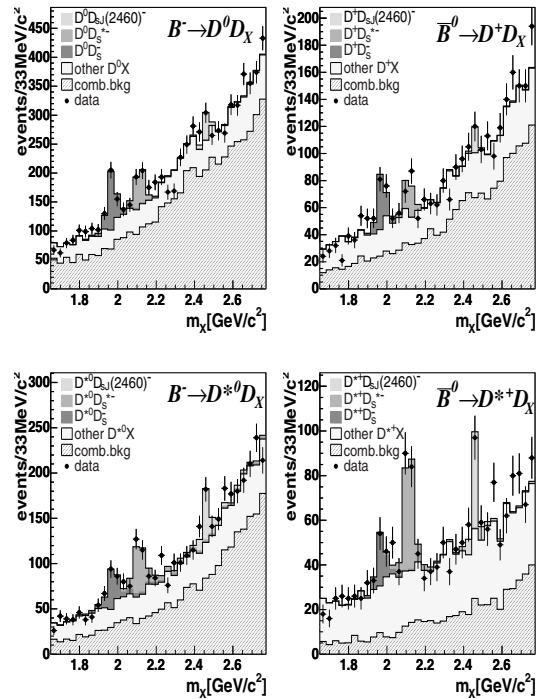 D⁰D_SJ(2460)⁻
D⁰D_S*⁻
D⁰D_S⁻
other D⁰X
comb.bkg
data
B⁻→D⁰D_X
events/33MeV/c²
450
400
350
300
250
200
150
100
50
0
1.8 2 2.2 2.4 2.6
m_X[GeV/c²]
D⁺D_SJ(2460)⁻
D⁺D_S*⁻
D⁺D_S⁻
other D⁺X
comb.bkg
data
B̅⁰→D⁺D_X
events/33MeV/c²
200
180
160
140
120
100
80
60
40
20
0
1.8 2 2.2 2.4 2.6
m_X[GeV/c²]
D*⁰D_SJ(2460)⁻
D*⁰D_S*⁻
D*⁰D_S⁻
other D*⁰X
comb.bkg
data
B⁻→D*⁰D_X
events/33MeV/c²
300
250
200
150
100
50
0
1.8 2 2.2 2.4 2.6
m_X[GeV/c²]
D*⁺D_SJ(2460)⁻
D*⁺D_S*⁻
D*⁺D_S⁻
other D*⁺X
comb.bkg
data
B̅⁰→D*⁺D_X
events/33MeV/c²
120
100
80
60
40
20
0
1.8 2 2.2 2.4 2.6
m_X[GeV/c²]